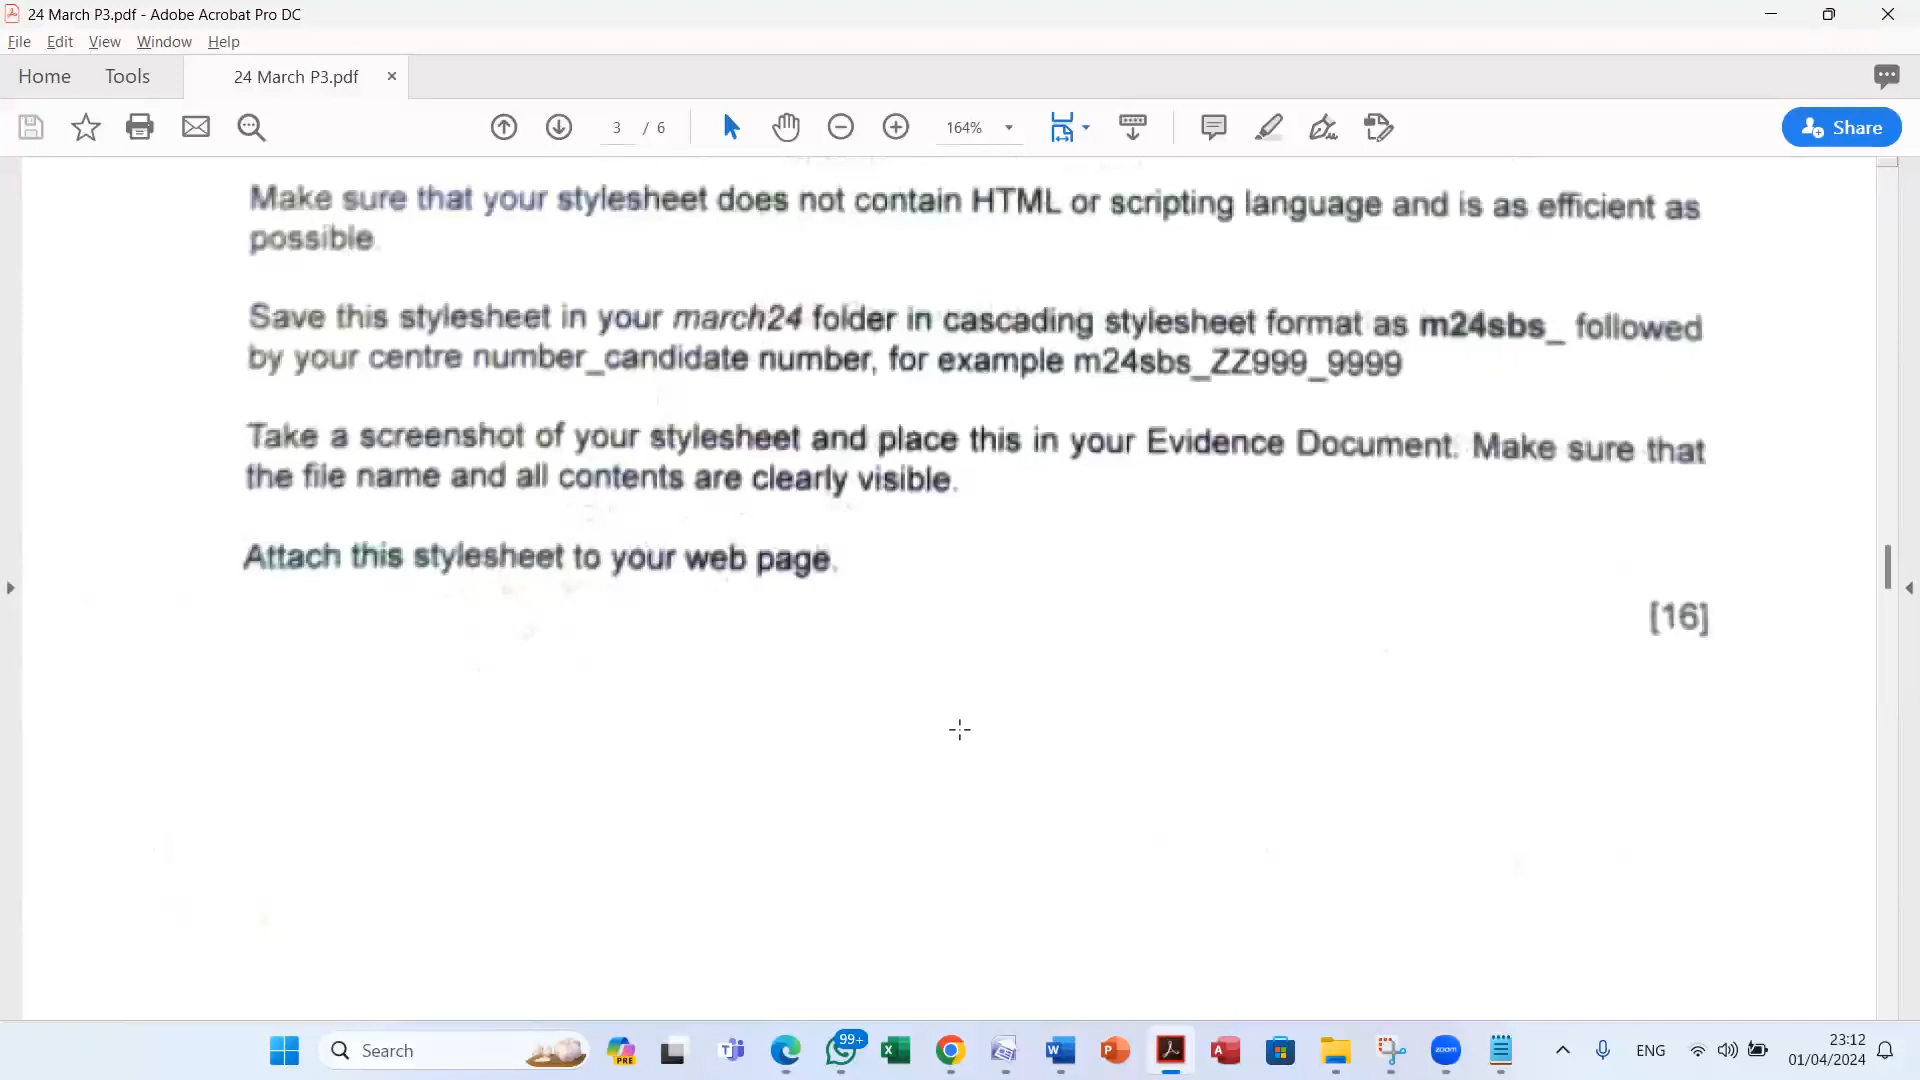 24 March P3.pdf - Adobe Acrobat Pro DC
File Edit View Window Help
Home Tools 24 March P3.pdf
3 / 6 164% Share
Make sure that your stylesheet does not contain HTML or scripting language and is as efficient as
possible.
Save this stylesheet in your march24 folder in cascading stylesheet format as m24sbs_ followed
by your centre number_candidate number, for example m24sbs_ZZ999_9999
Take a screenshot of your stylesheet and place this in your Evidence Document. Make sure that
the file name and all contents are clearly visible.
Attach this stylesheet to your web page.
[16]
Search PRE 99+ zoom ENG 23:12
01/04/2024